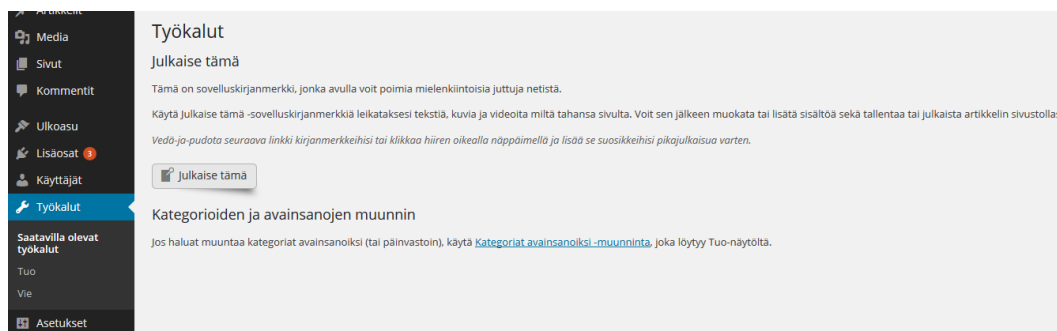 Artikkelit
Media
Sivut
Kommentit
Ulkoasu
Lisäosat 3
Käyttäjät
Työkalut
Saatavilla olevat
työkalut
Tuo
Vie
Asetukset
Työkalut
Julkaise tämä
Tämä on sovelluskirjanmerkki, jonka avulla voit poimia mielenkiintoisia juttuja netistä.
Käytä Julkaise tämä -sovelluskirjanmerkkiä leikataksesi tekstiä, kuvia ja videoita miltä tahansa sivulta. Voit sen jälkeen muokata tai lisätä sisältöä sekä tallentaa tai julkaista artikkelin sivustollas
Vedä-ja-pudota seuraava linkki kirjanmerkkeihisi tai klikkaa hiiren oikealla näppäimellä ja lisää se suosikkeihisi pikajulkaisua varten.
Julkaise tämä
Kategorioiden ja avainsanojen muunnin
Jos haluat muuntaa kategoriat avainsanoiksi (tai päinvastoin), käytä Kategoriat avainsanoiksi -muunninta, joka löytyy Tuo-näytöltä.